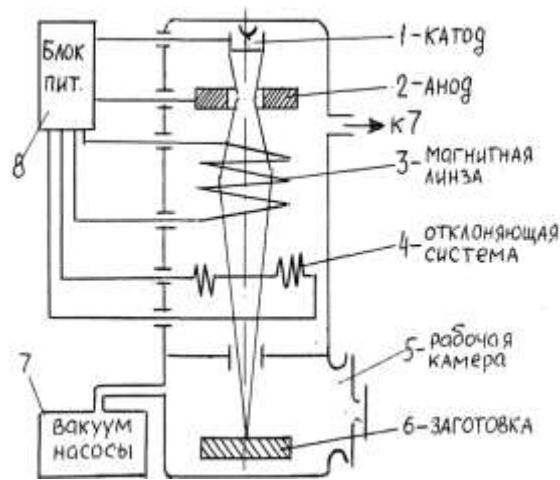 БЛОК
ПИТ.
8
1-КАТОД
2-АНОД
К7
3-МАГНИТНАЯ
ЛИНЗА
4-ОТКЛОНЯЮЩАЯ
СИСТЕМА
5-рабочая
камера
7
Вакуум
насосы
6-ЗАГОТОВКА